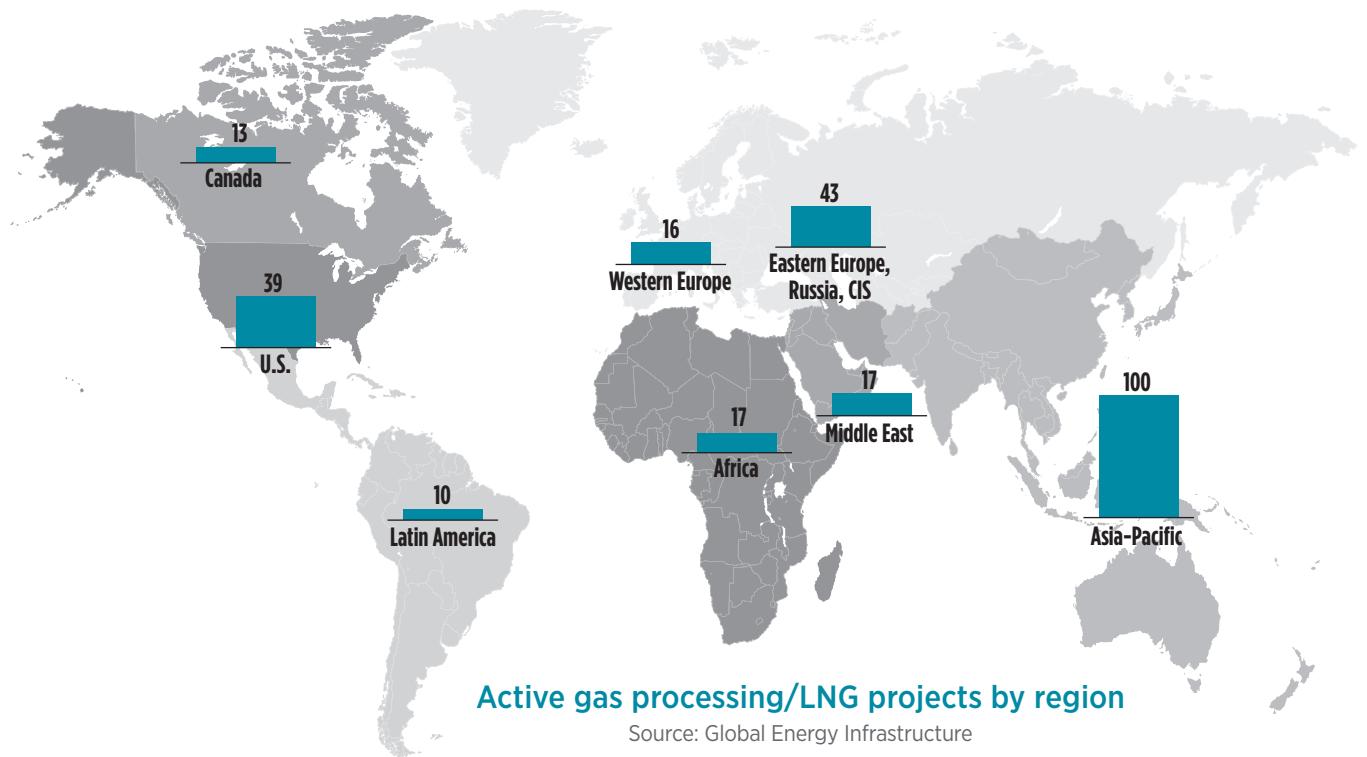 13
Canada
39
U.S.
10
Latin America
16
Western Europe
43
Eastern Europe,
Russia, CIS
17
Africa
17
Middle East
100
Asia–Pacific
Active gas processing/LNG projects by region
Source: Global Energy Infrastructure